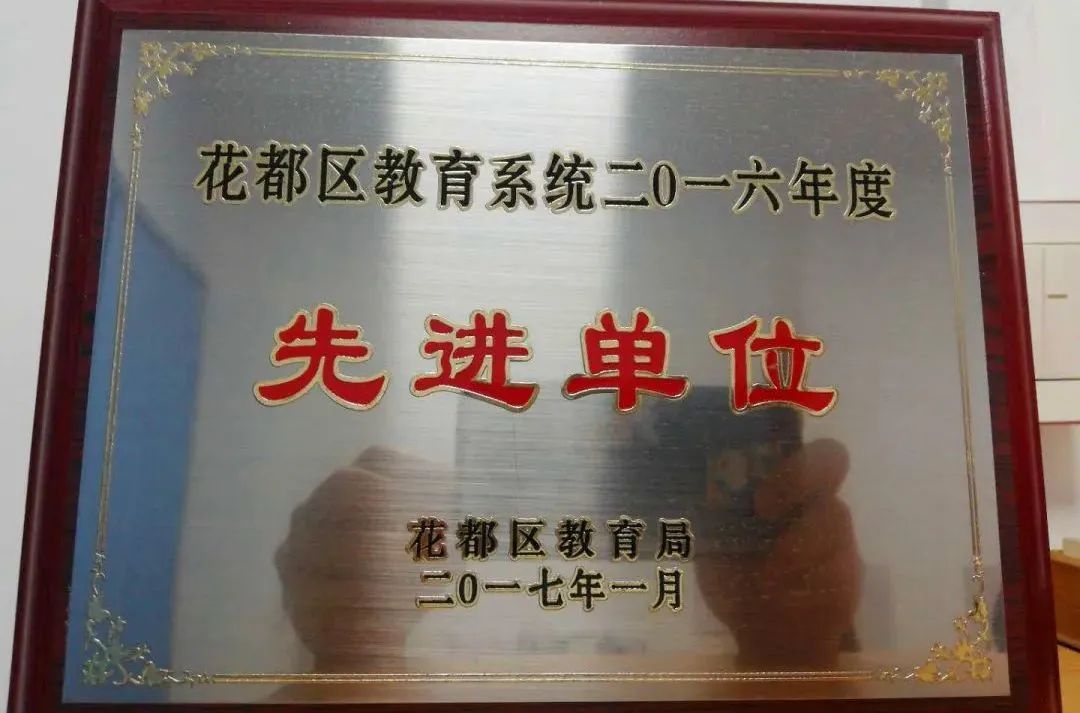 花都区教育系统二0一六年度
先进单位
花都区教育局
二0一七年一月